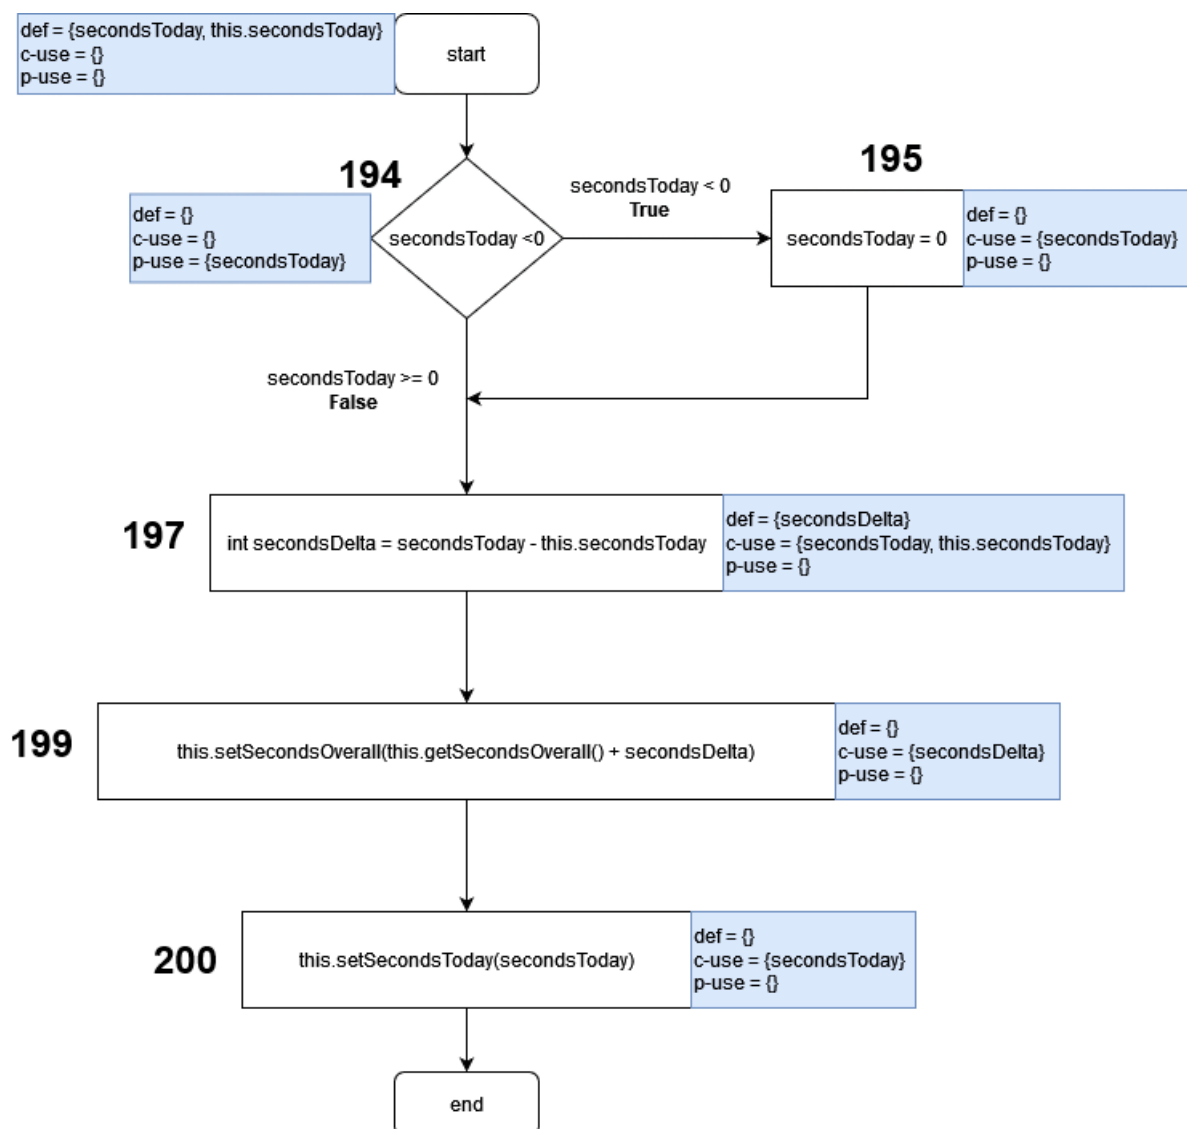 def = {secondsToday, this.secondsToday}
c-use = {}
p-use = {}
start
194
def = {}
c-use = {}
p-use = {secondsToday}
secondsToday <0
secondsToday < 0
True
195
secondsToday = 0
def = {}
c-use = {secondsToday}
p-use = {}
secondsToday >= 0
False
197
int secondsDelta = secondsToday - this.secondsToday
def = {secondsDelta}
c-use = {secondsToday, this.secondsToday}
p-use = {}
199
this.setSecondsOverall(this.getSecondsOverall() + secondsDelta)
def = {}
c-use = {secondsDelta}
p-use = {}
200
this.setSecondsToday(secondsToday)
def = {}
c-use = {secondsToday}
p-use = {}
end